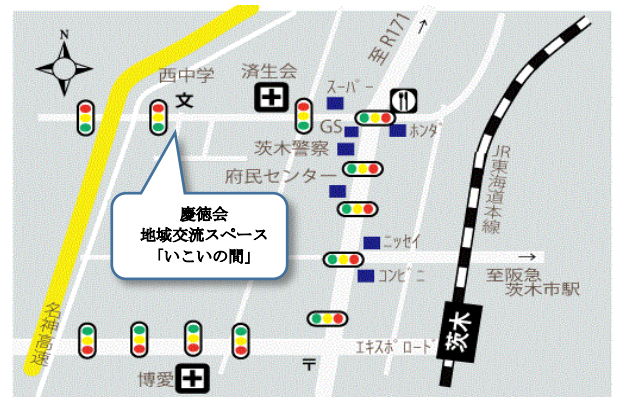 N
至 R171
西中学
文
済生会
スーパー
GS
ホンダ
茨木警察
府民センター
JR東海道本線
慶徳会
地域交流スペース
「いこいの間」
ニッセイ
コンビニ
→
至阪急
茨木市駅
名神高速
茨木
エキスポロード
〒
博愛